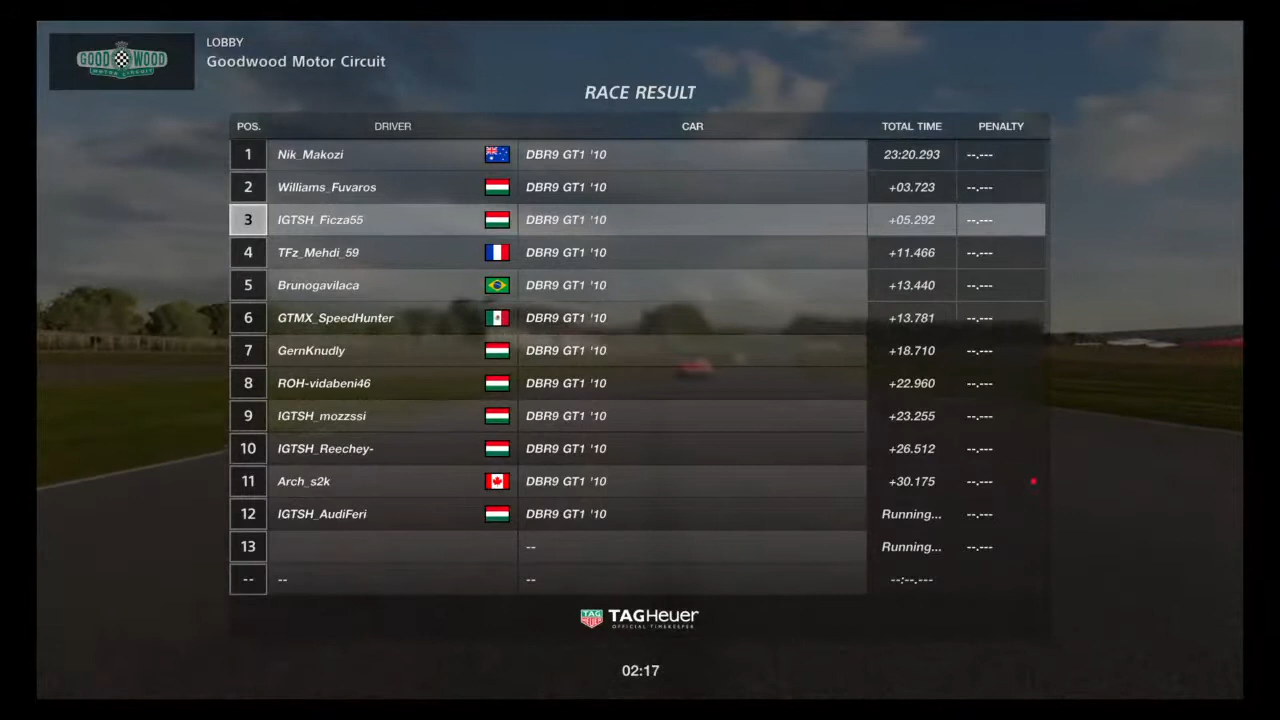 GOOD WOOD
MOTOR CIRCUIT
LOBBY
Goodwood Motor Circuit
RACE RESULT
POS. DRIVER CAR TOTAL TIME PENALTY
1 Nik_Makozi DBR9 GT1 '10 23:20.293 --.---
2 Williams_Fuvaros DBR9 GT1 '10 +03.723 --.---
3 IGTSH_Ficza55 DBR9 GT1 '10 +05.292 --.---
4 TFz_Mehdi_59 DBR9 GT1 '10 +11.466 --.---
5 Brunogavilaca DBR9 GT1 '10 +13.440 --.---
6 GTMX_SpeedHunter DBR9 GT1 '10 +13.781 --.---
7 GernKnudly DBR9 GT1 '10 +18.710 --.---
8 ROH-vidabeni46 DBR9 GT1 '10 +22.960 --.---
9 IGTSH_mozzssi DBR9 GT1 '10 +23.255 --.---
10 IGTSH_Reechey- DBR9 GT1 '10 +26.512 --.---
11 Arch_s2k DBR9 GT1 '10 +30.175 --.---
12 IGTSH_AudiFeri DBR9 GT1 '10 Running... --.---
13 -- Running... --.---
-- -- -- --:--.---
TAG HEUER TAGHeuer
OFFICIAL TIMEKEEPER
02:17